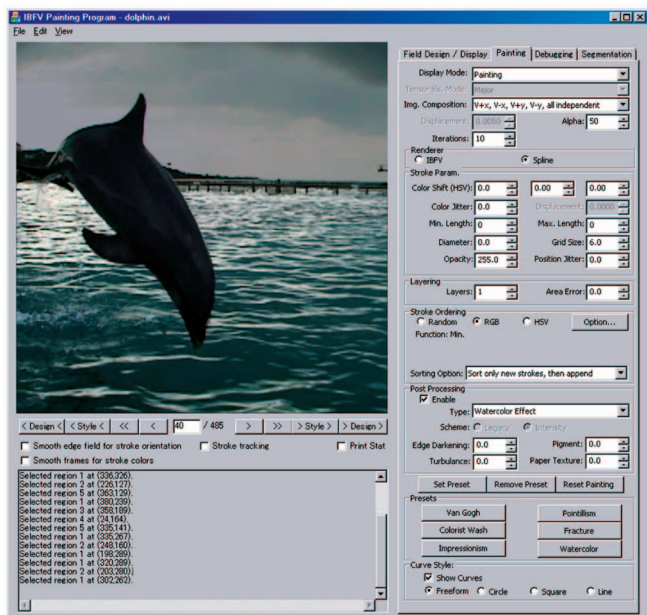 IBFV Painting Program - dolphin.avi
File Edit View
Field Design / Display Painting Debugging Segmentation
Display Mode: Painting
Tensor Vis. Mode: Major
Img. Composition: V+x, V-x, V+y, V-y, all independent
Displacement: 0.0050 Alpha: 50
Iterations: 10
Renderer
IBFV Spline
Stroke Param.
Color Shift (HSV): 0.0 0.00 0.00
Color Jitter: 0.0 Displacement: 0.0000
Min. Length: 0 Max. Length: 0
Diameter: 0.0 Grid Size: 6.0
Opacity: 255.0 Position Jitter: 0.0
Layering
Layers: 1 Area Error: 0.0
Stroke Ordering
Random RGB HSV Option...
Function: Min.
Sorting Option: Sort only new strokes, then append
Post Processing
Enable
Type: Watercolor Effect
Scheme: Legacy Intensity
Edge Darkening: 0.0 Pigment: 0.0
Turbulance: 0.0 Paper Texture: 0.0
Set Preset Remove Preset Reset Painting
Presets
Van Gogh Pointillism
Colorist Wash Fracture
Impressionism Watercolor
Curve Style:
Show Curves
Freeform Circle Square Line
< Design < < Style < << < 40 / 485 > >> > Style > > Design >
Smooth edge field for stroke orientation Stroke tracking Print Stat
Smooth frames for stroke colors
Selected region 1 at (336,326).
Selected region 2 at (226,127).
Selected region 5 at (363,129).
Selected region 1 at (380,239).
Selected region 3 at (358,189).
Selected region 4 at (24,164).
Selected region 5 at (335,141).
Selected region 1 at (335,267).
Selected region 2 at (248,160).
Selected region 1 at (198,289).
Selected region 1 at (320,289).
Selected region 2 at (203,280).
Selected region 1 at (302,262).